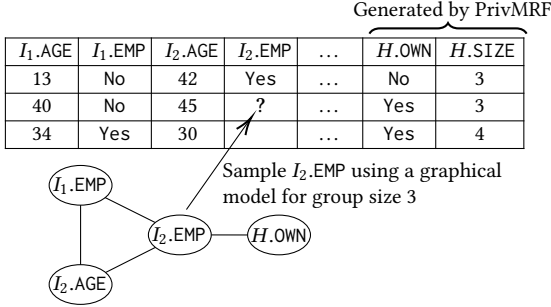 Generated by PrivMRF
I₁.AGE I₁.EMP I₂.AGE I₂.EMP ... H.OWN H.SIZE
13 No 42 Yes ... No 3
40 No 45 ? ... Yes 3
34 Yes 30 ... Yes 4
Sample I₂.EMP using a graphical
model for group size 3
I₁.EMP
I₂.EMP H.OWN
I₂.AGE